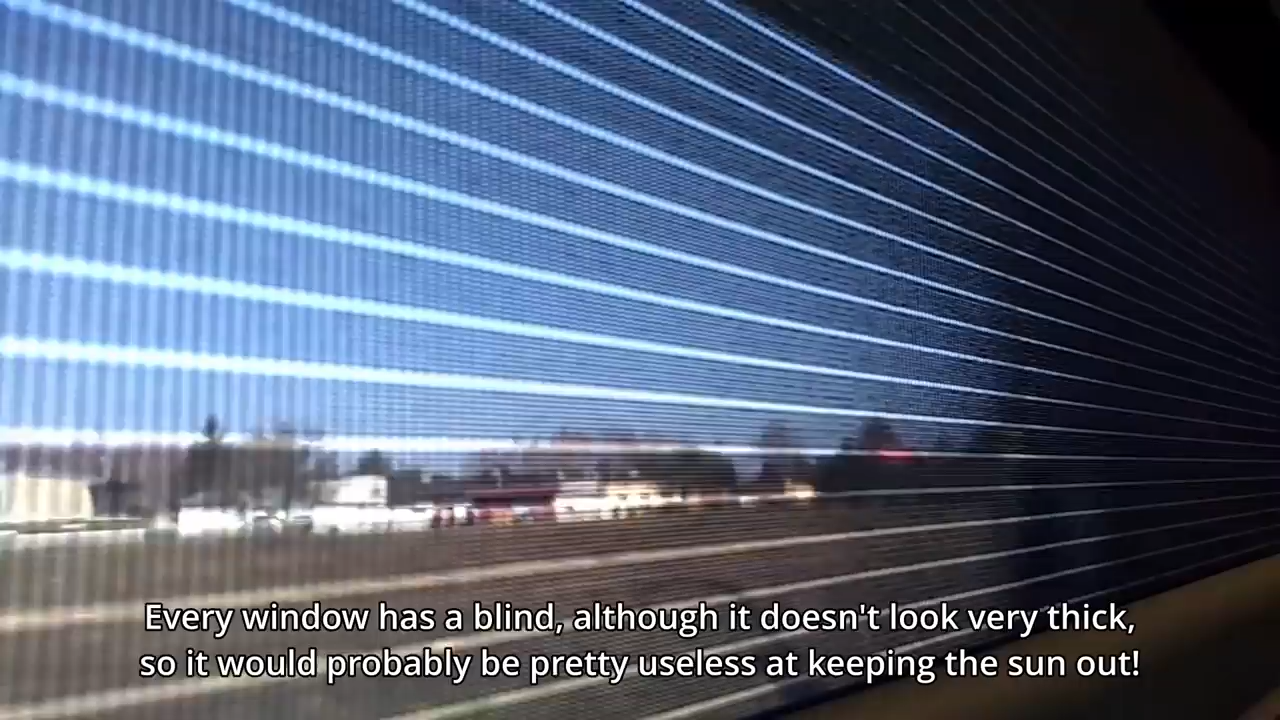 Every window has a blind, although it doesn't look very thick,
so it would probably be pretty useless at keeping the sun out!